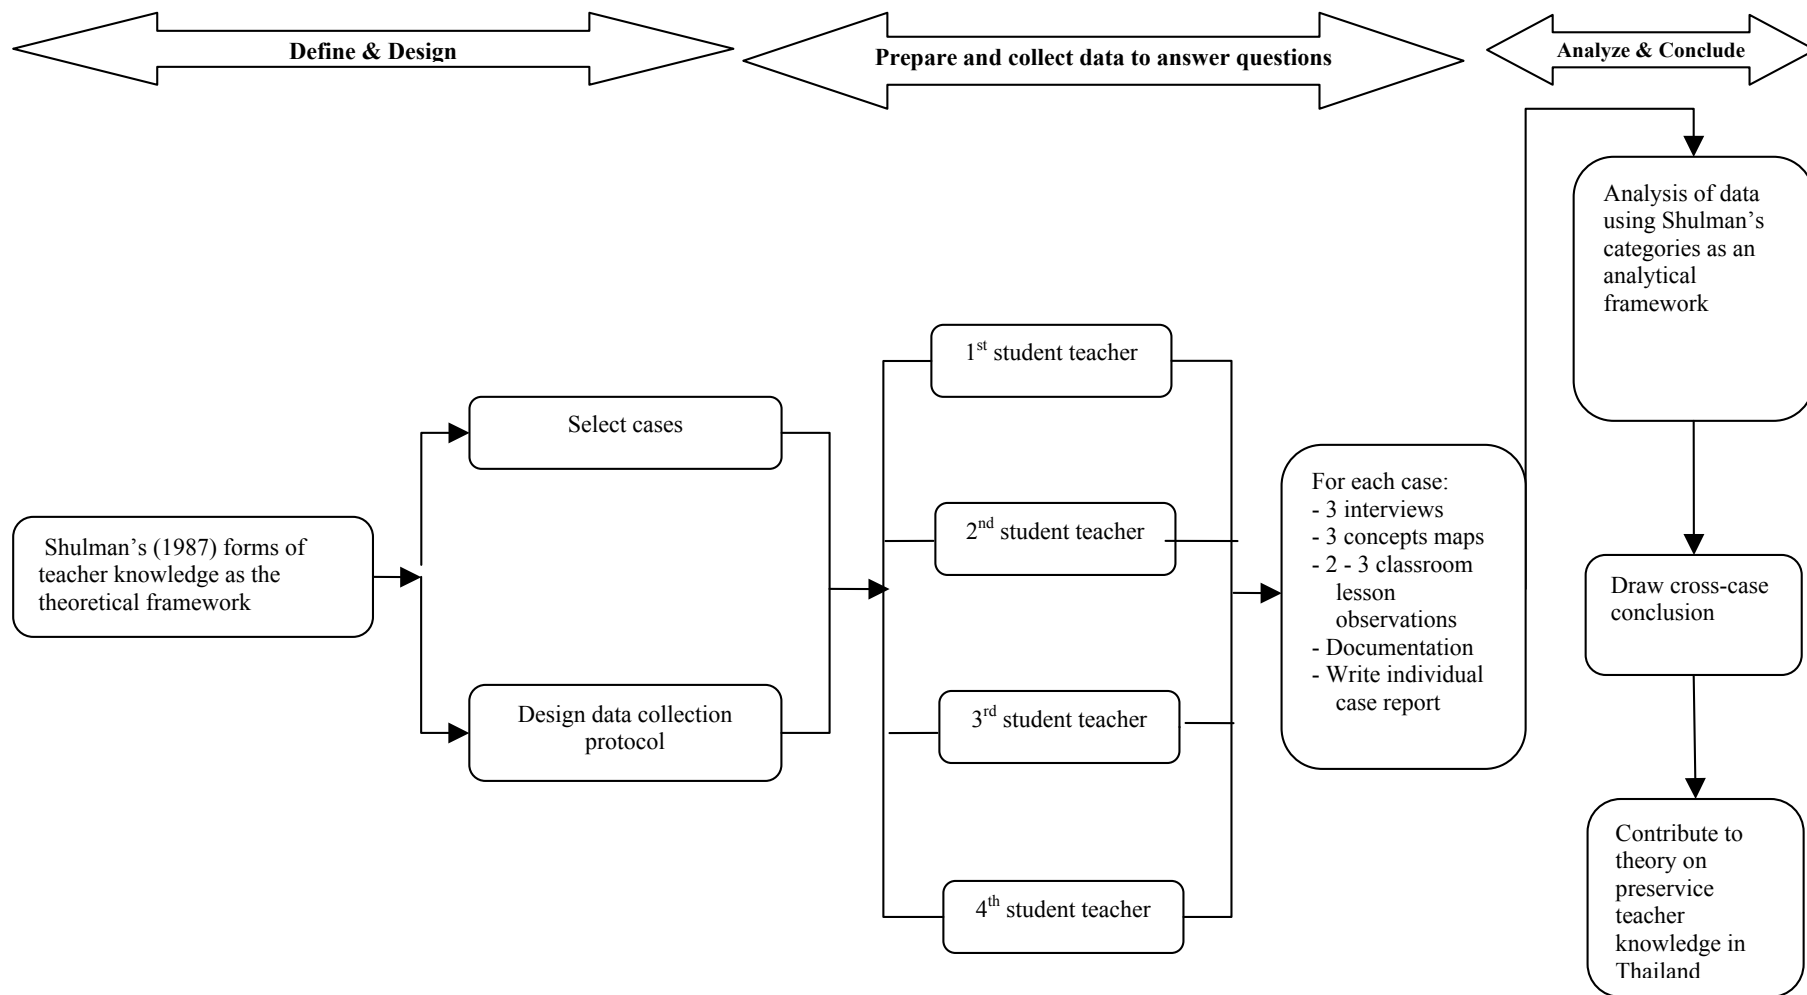 Define & Design
Prepare and collect data to answer questions
Analyze & Conclude
Shulman's (1987) forms of
teacher knowledge as the
theoretical framework
Select cases
Design data collection
protocol
1st student teacher
2nd student teacher
3rd student teacher
4th student teacher
For each case:
- 3 interviews
- 3 concepts maps
- 2 - 3 classroom
lesson
observations
- Documentation
- Write individual
case report
Analysis of data
using Shulman's
categories as an
analytical
framework
Draw cross-case
conclusion
Contribute to
theory on
preservice
teacher
knowledge in
Thailand